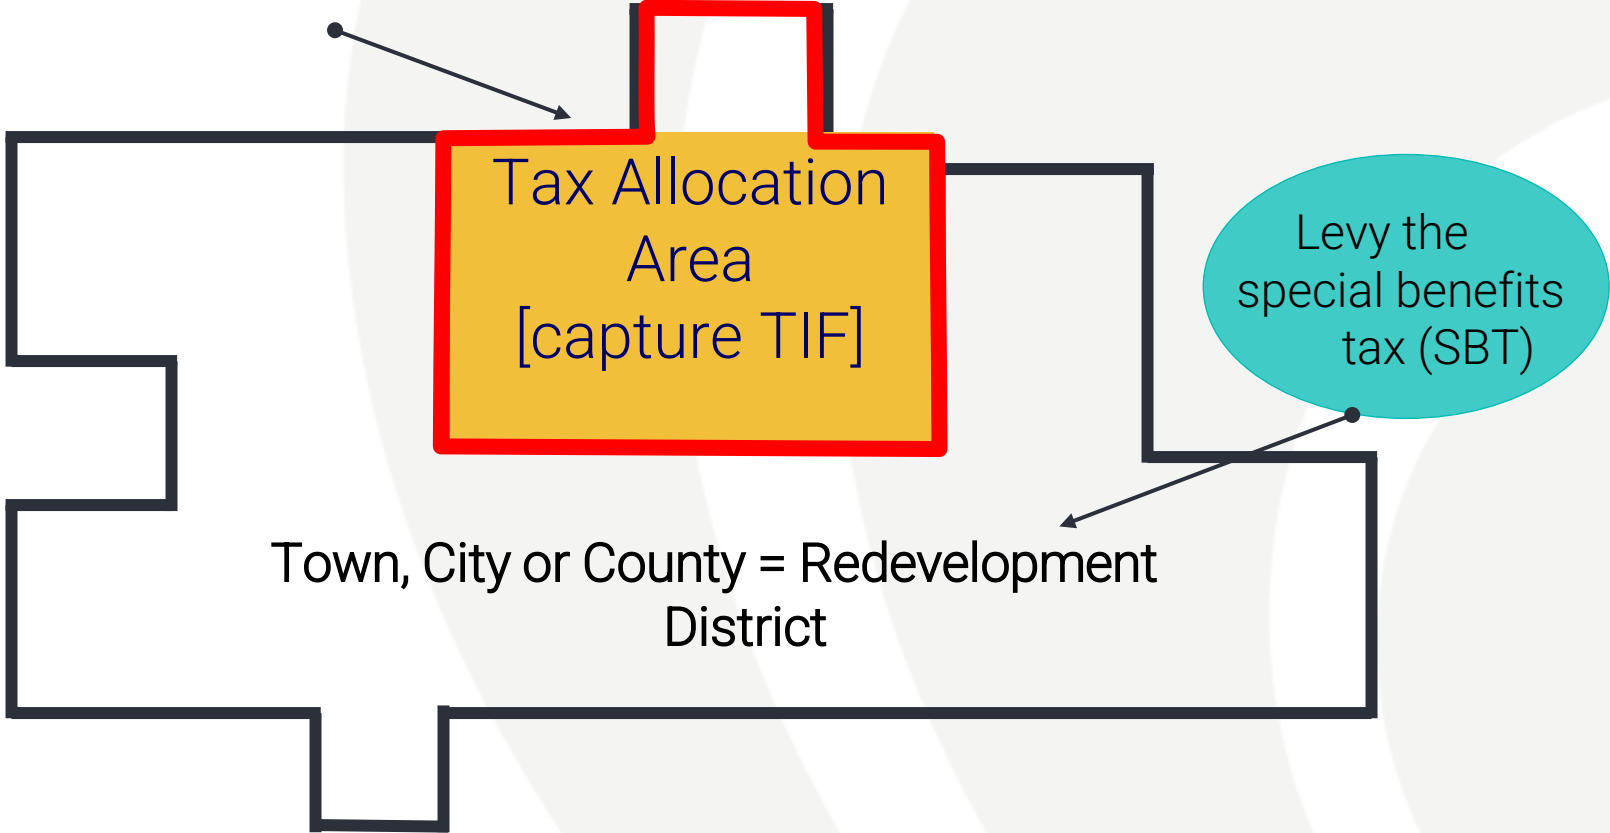 Tax Allocation
Area
[capture TIF]
Levy the
special benefits
tax (SBT)
Town, City or County = Redevelopment
District